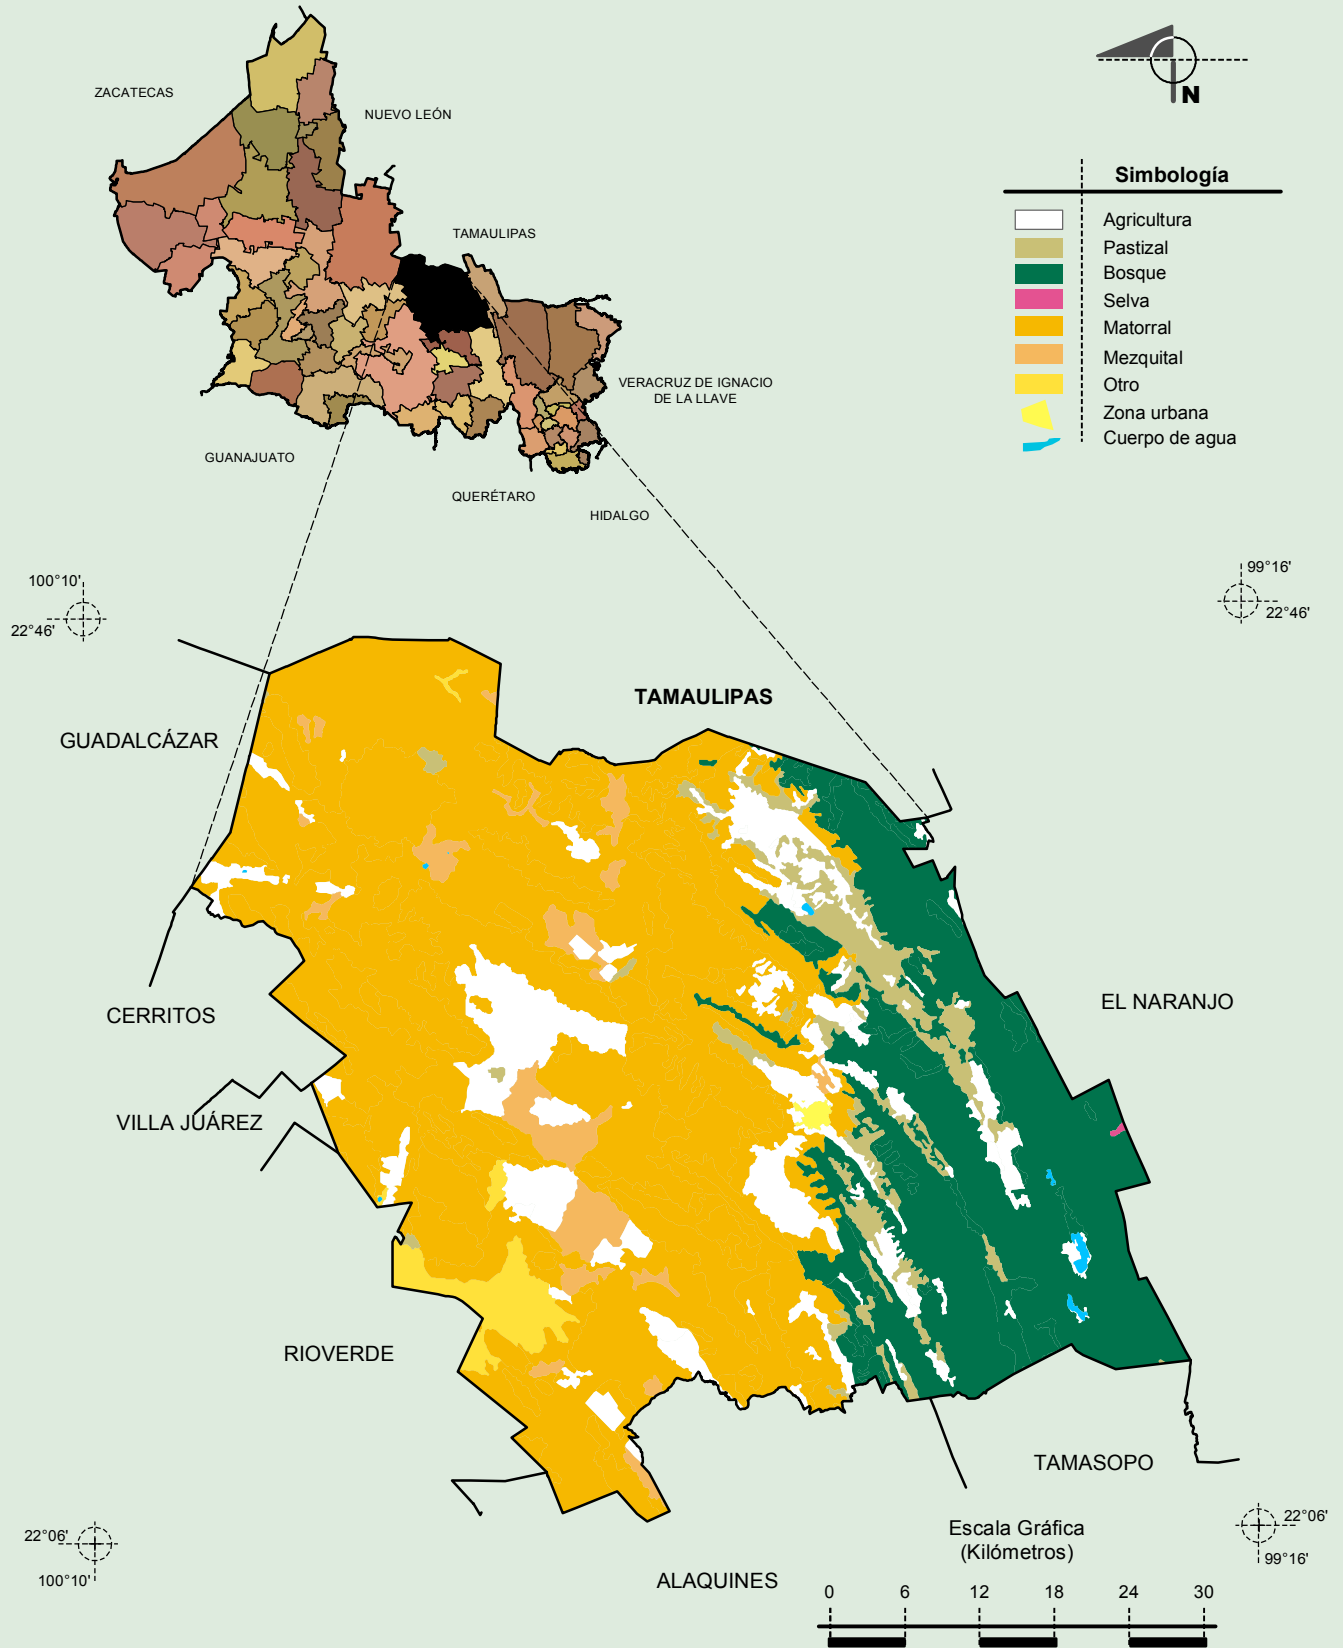 ZACATECAS
NUEVO LEÓN
N
TAMAULIPAS
VERACRUZ DE IGNACIO
DE LA LLAVE
GUANAJUATO
QUERÉTARO
HIDALGO
Simbología
Agricultura
Pastizal
Bosque
Selva
Matorral
Mezquital
Otro
Zona urbana
Cuerpo de agua
100°10'
22°46'
99°16'
22°46'
TAMAULIPAS
GUADALCÁZAR
CERRITOS
EL NARANJO
VILLA JÚÁREZ
RIOVERDE
TAMASOPO
ALAQUINES
22°06'
100°10'
22°06'
99°16'
Escala Gráfica
(Kilómetros)
0 6 12 18 24 30